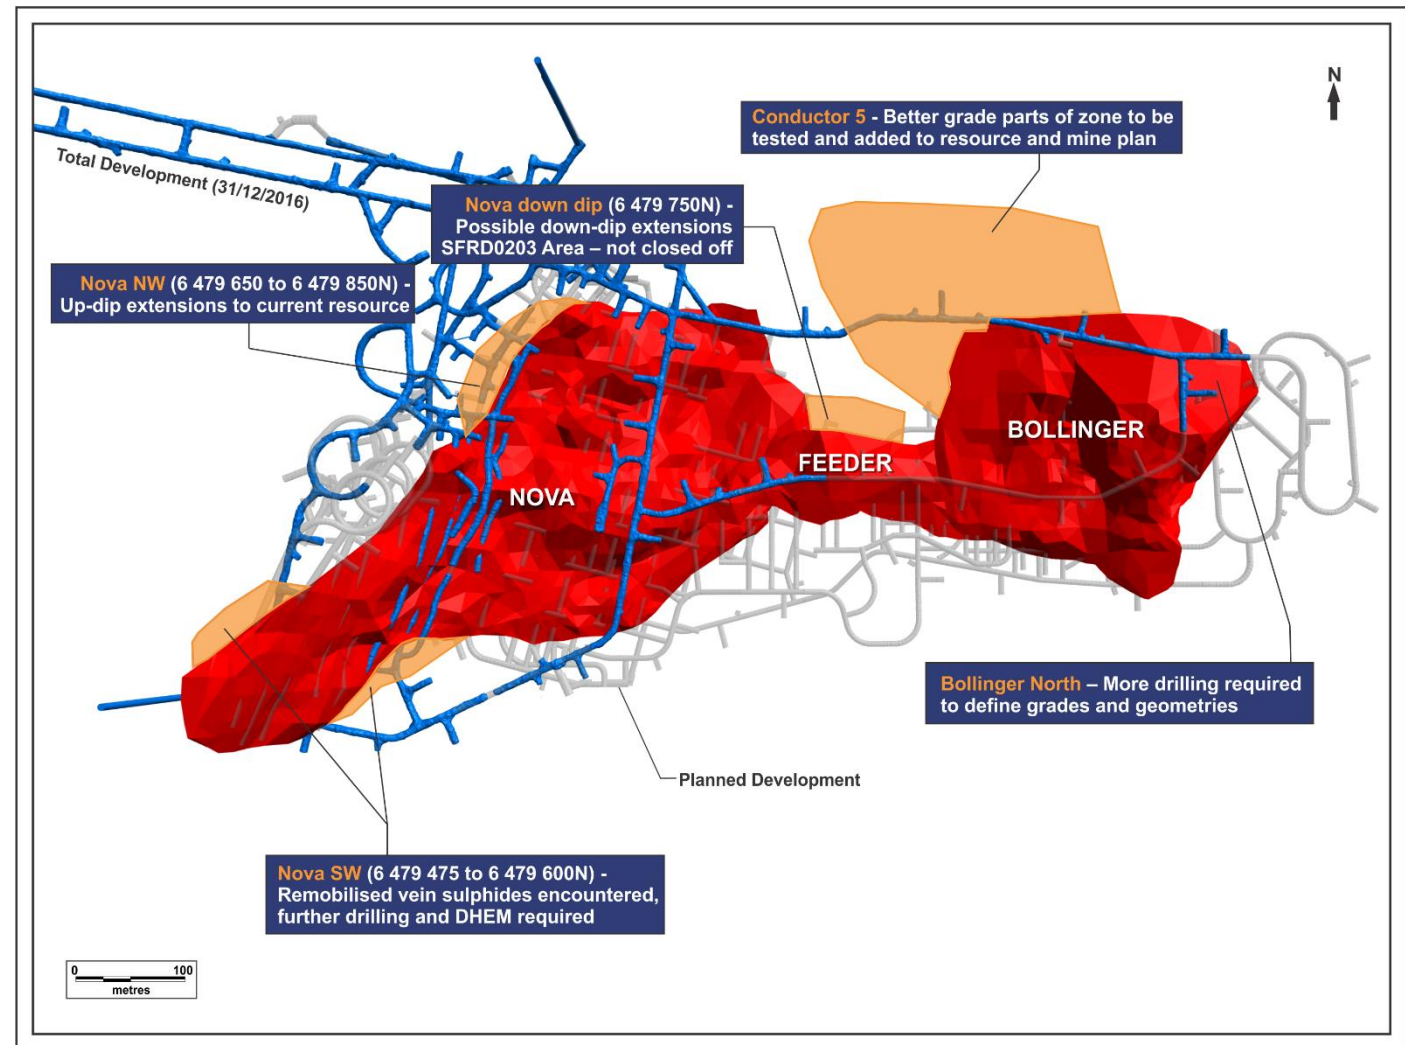 N
Conductor 5 - Better grade parts of zone to be
tested and added to resource and mine plan
Total Development (31/12/2016)
Nova down dip (6 479 750N) -
Possible down-dip extensions
SFRD0203 Area – not closed off
Nova NW (6 479 650 to 6 479 850N) -
Up-dip extensions to current resource
BOLLINGER
FEEDER
NOVA
Bollinger North – More drilling required
to define grades and geometries
Planned Development
Nova SW (6 479 475 to 6 479 600N) -
Remobilised vein sulphides encountered,
further drilling and DHEM required
0 100
metres